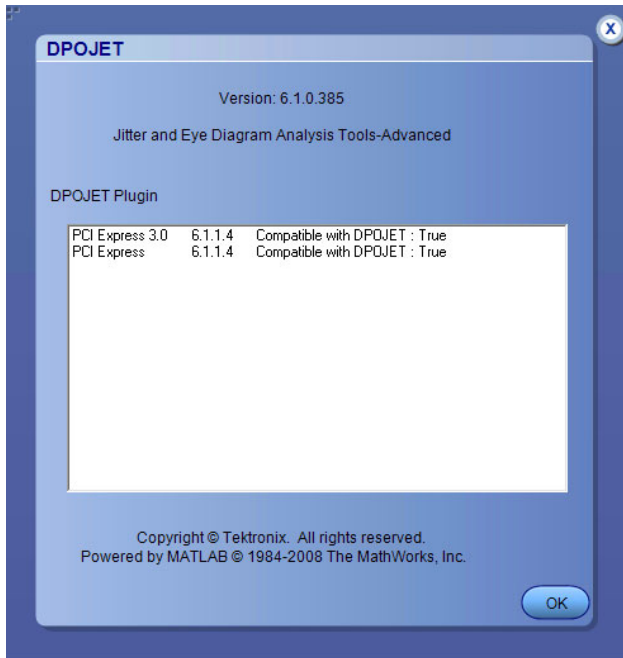 X
DPOJET
Version: 6.1.0.385
Jitter and Eye Diagram Analysis Tools-Advanced
DPOJET Plugin
PCI Express 3.0 6.1.1.4 Compatible with DPOJET : True
PCI Express 6.1.1.4 Compatible with DPOJET : True
Copyright © Tektronix. All rights reserved.
Powered by MATLAB © 1984-2008 The MathWorks, Inc.
OK